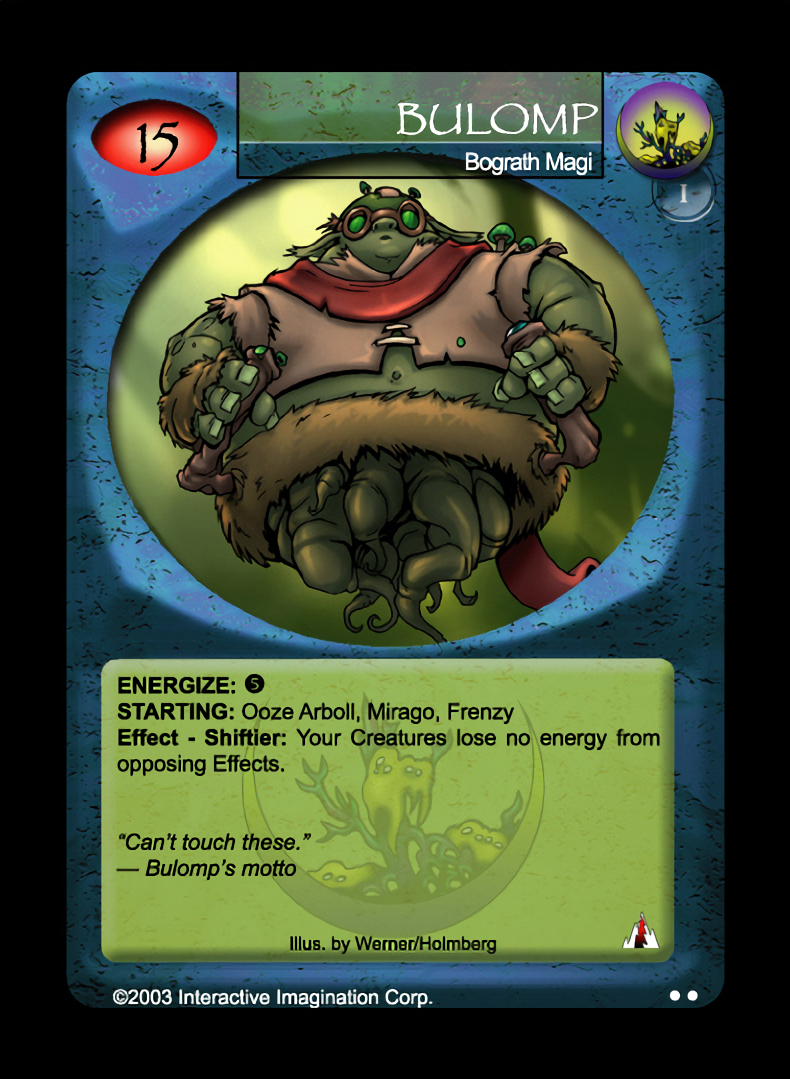 15
BULOMP
Bograth Magi
I
ENERGIZE: ❺
STARTING: Ooze Arboll, Mirago, Frenzy
Effect - Shiftier: Your Creatures lose no energy from
opposing Effects.
“Can’t touch these.”
— Bulomp’s motto
Illus. by Werner/Holmberg
©2003 Interactive Imagination Corp.